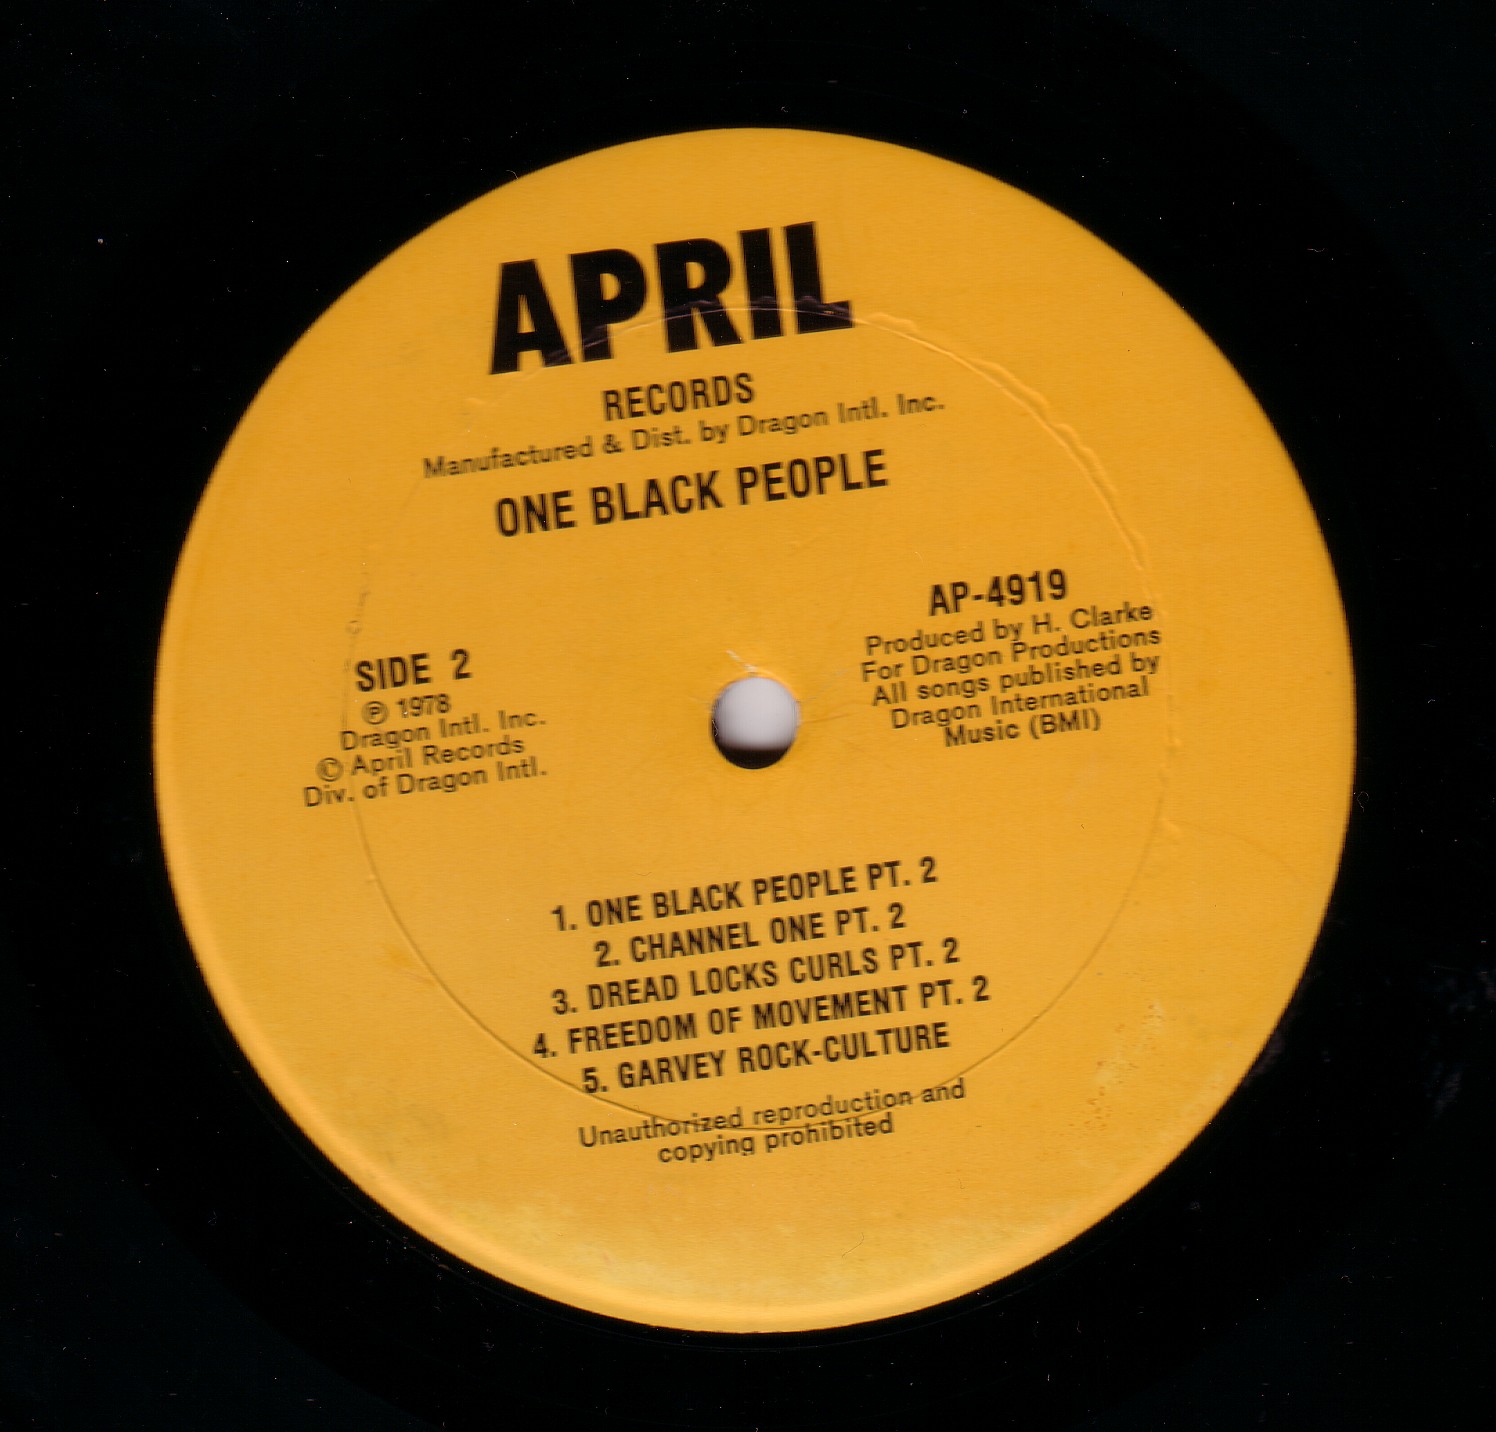 APRIL
RECORDS
Manufactured & Dist. by Dragon Intl. Inc.
ONE BLACK PEOPLE
AP-4919
Produced by H. Clarke
For Dragon Productions
All songs published by
Dragon International
Music (BMI)
SIDE 2
℗ 1978
Dragon Intl. Inc.
© April Records
Div. of Dragon Intl.
1. ONE BLACK PEOPLE PT. 2
2. CHANNEL ONE PT. 2
3. DREAD LOCKS CURLS PT. 2
4. FREEDOM OF MOVEMENT PT. 2
5. GARVEY ROCK-CULTURE
Unauthorized reproduction and
copying prohibited